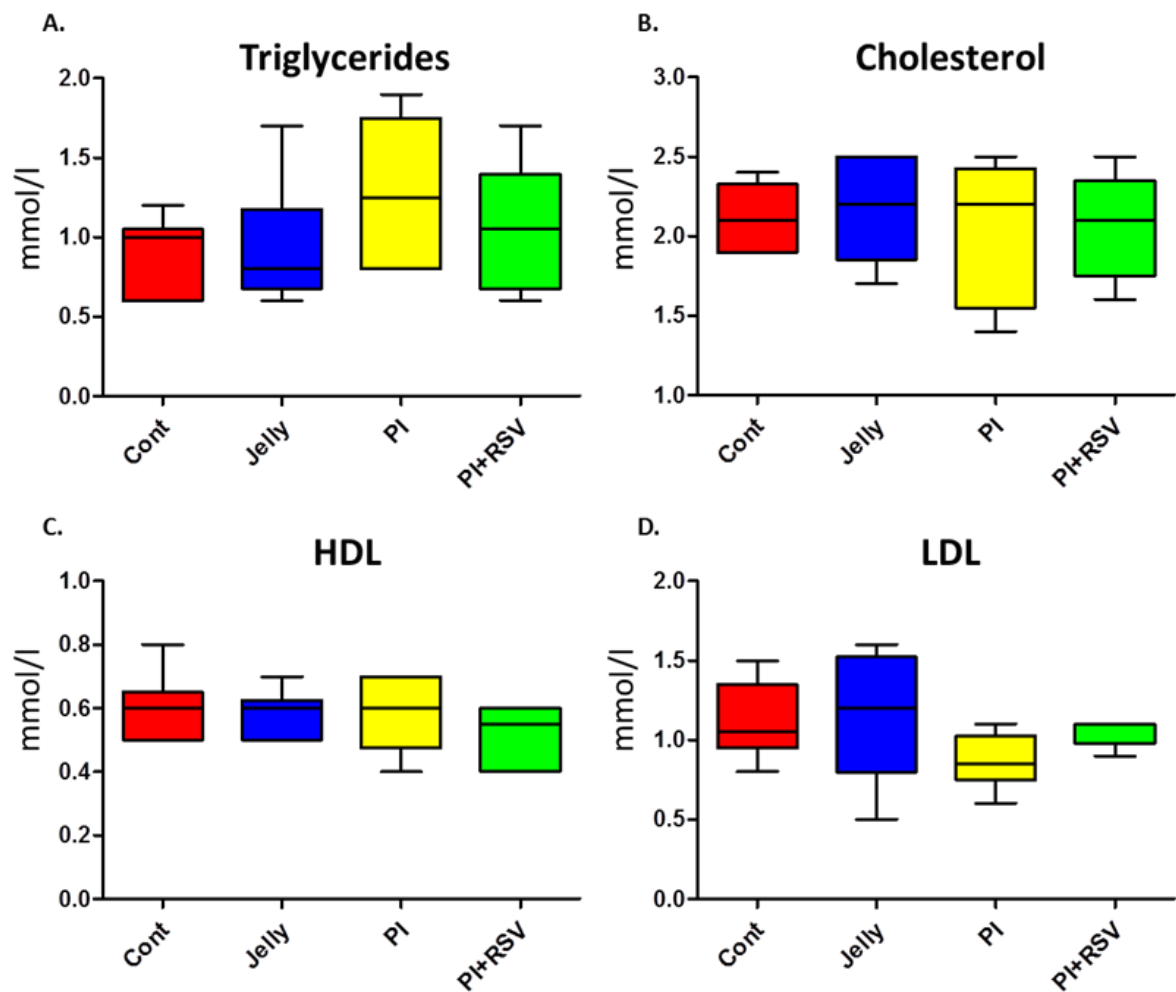 A.
Triglycerides
mmol/l
2.0
1.5
1.0
0.5
0.0
Cont
Jelly
PI
PI+RSV
B.
Cholesterol
mmol/l
3.0
2.5
2.0
1.5
1.0
Cont
Jelly
PI
PI+RSV
C.
HDL
mmol/l
1.0
0.8
0.6
0.4
0.2
0.0
Cont
Jelly
PI
PI+RSV
D.
LDL
mmol/l
2.0
1.5
1.0
0.5
0.0
Cont
Jelly
PI
PI+RSV